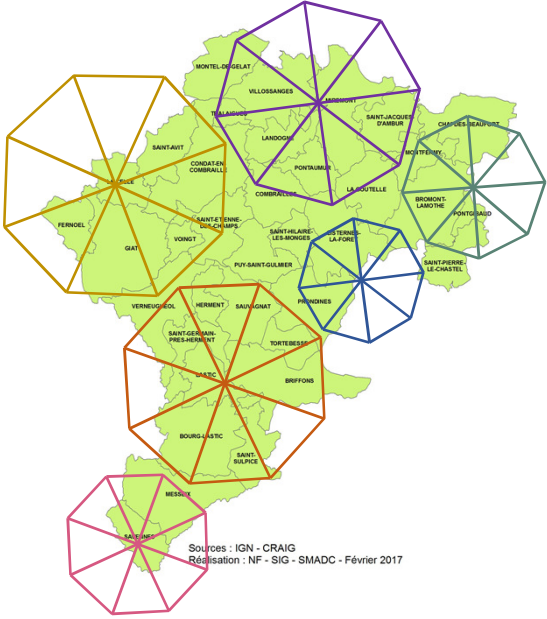 MONTEL-DE-GELAT
VILLOSSANGES
MIREMONT
TRALAIGUES
SAINT-JACQUES-
D'AMBUR
CHAPDES-BEAUFORT
LANDOGNE
SAINT-AVIT
MONTFERMY
CONDAT-EN
COMBRAILLE
PONTAUMUR
LA CELLE
LA GOUTELLE
COMBRAILLES
BROMONT-
LAMOTHE
PONTGIBAUD
FERNOEL
SAINT-ETIENNE-
DES-CHAMPS
GIAT
VOINGT
SAINT-HILAIRE-
LES-MONGES
CISTERNES-
LA-FORET
PUY-SAINT-GULMIER
SAINT-PIERRE-
LE-CHASTEL
VERNEUGHEOL
HERMENT
SAUVAGNAT
PRONDINES
SAINT-GERMAIN-
PRES-HERMENT
TORTEBESSE
LASTIC
BRIFFONS
BOURG-LASTIC
SAINT-
SULPICE
MESSEIX
SAVENNES
Sources : IGN - CRAIG
Réalisation : NF - SIG - SMADC - Février 2017